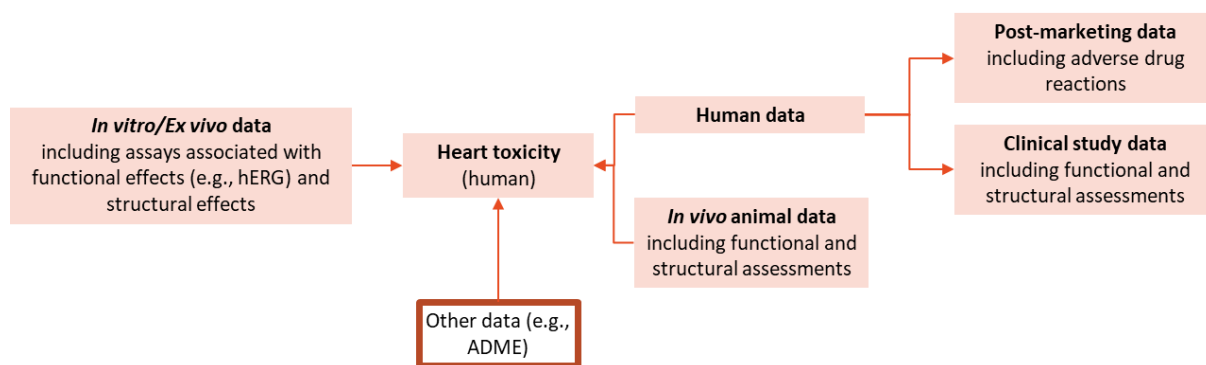 In vitro/Ex vivo data
including assays associated with
functional effects (e.g., hERG) and
structural effects
Heart toxicity
(human)
Other data (e.g.,
ADME)
Human data
In vivo animal data
including functional and
structural assessments
Post-marketing data
including adverse drug
reactions
Clinical study data
including functional and
structural assessments